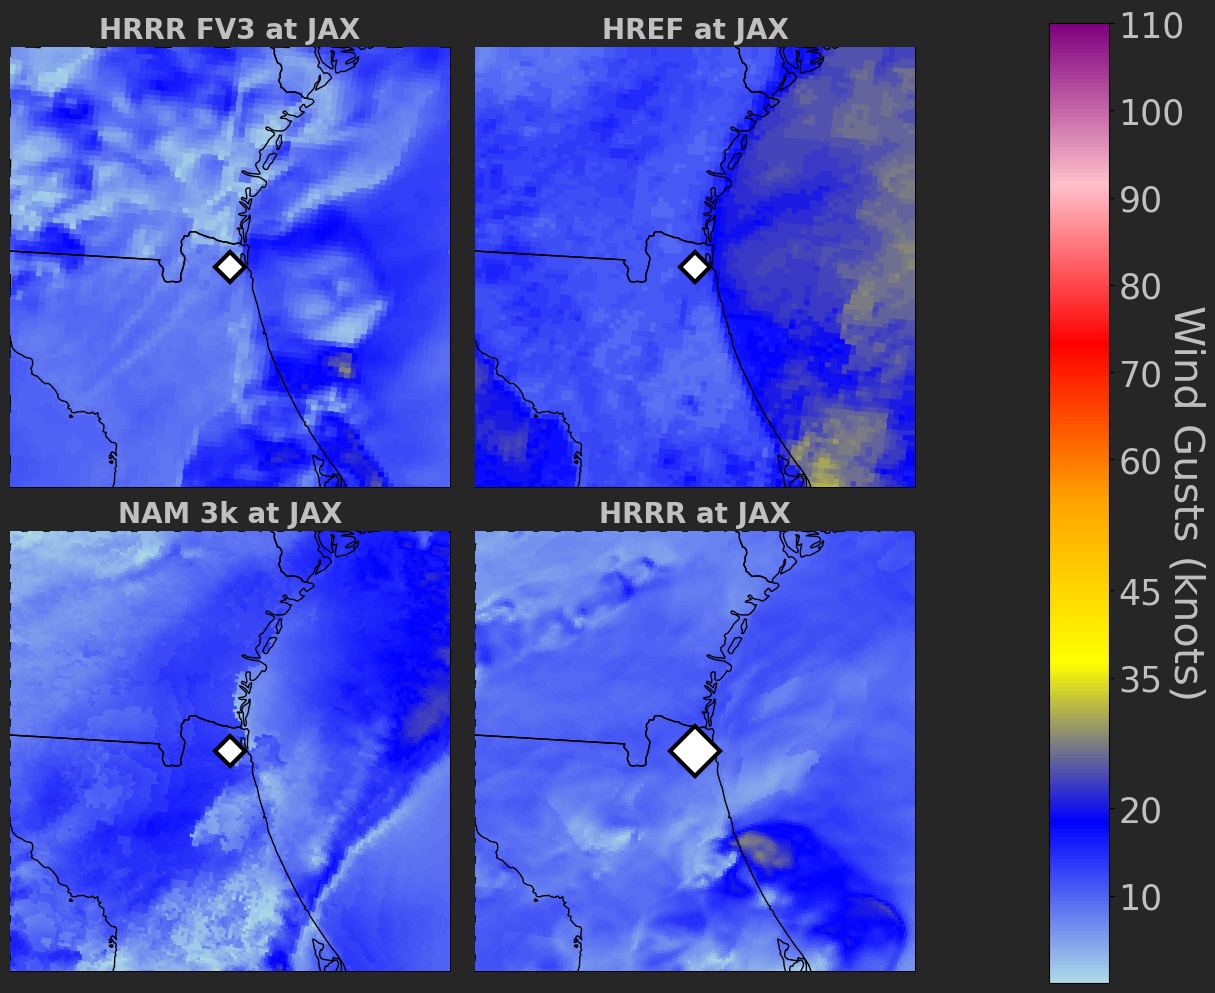 HRRR FV3 at JAX
HREF at JAX
NAM 3k at JAX
HRRR at JAX
110
100
90
80
70
60
45
35
20
10
Wind Gusts (knots)